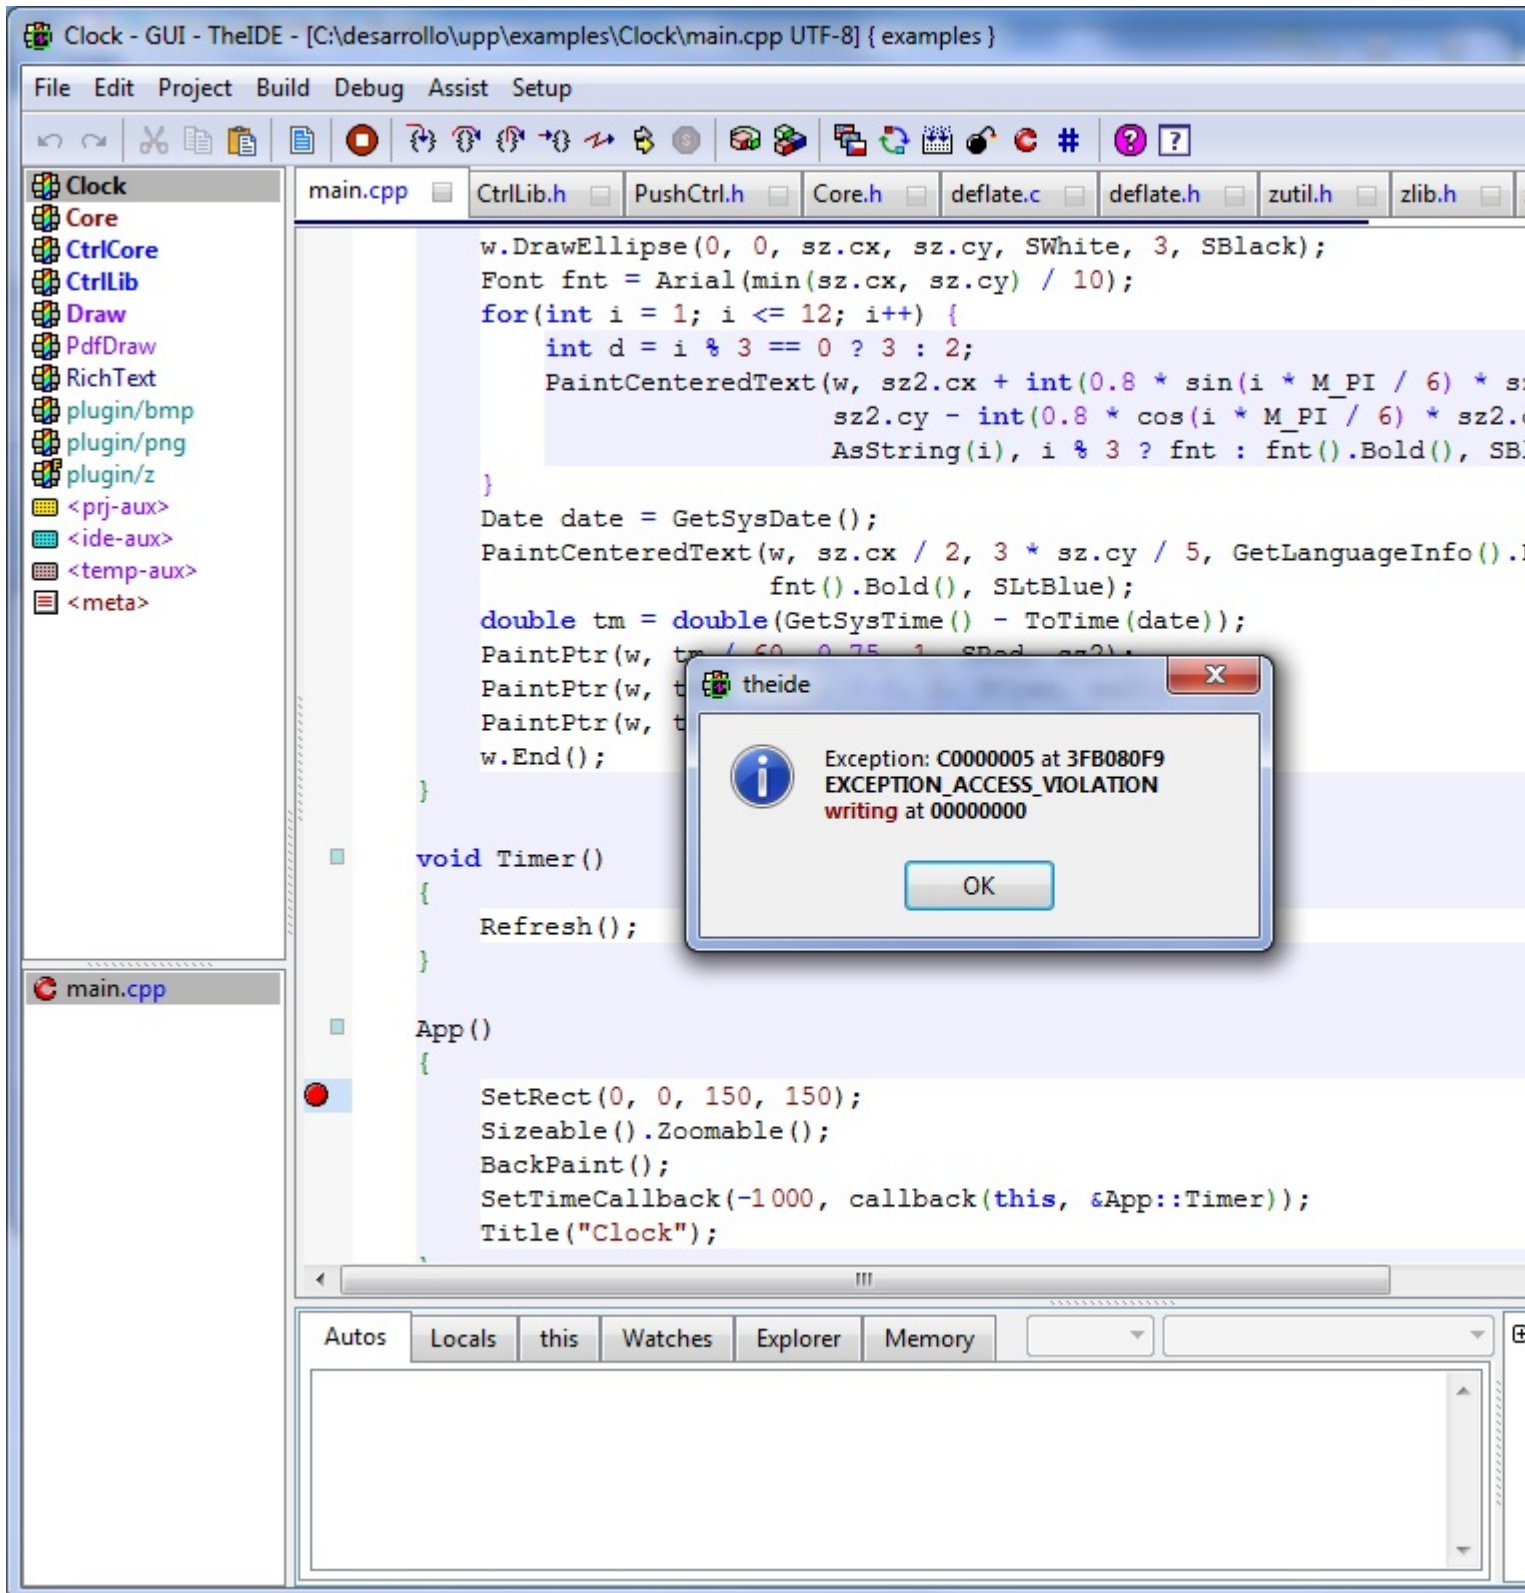 Clock - GUI - TheIDE - [C:\desarrollo\upp\examples\Clock\main.cpp UTF-8] { examples }
File Edit Project Build Debug Assist Setup
Clock
Core
CtrlCore
CtrlLib
Draw
PdfDraw
RichText
plugin/bmp
plugin/png
plugin/z
<prj-aux>
<ide-aux>
<temp-aux>
<meta>
main.cpp
main.cpp CtrlLib.h PushCtrl.h Core.h deflate.c deflate.h zutil.h zlib.h
w.DrawEllipse(0, 0, sz.cx, sz.cy, SWhite, 3, SBlack);
Font fnt = Arial(min(sz.cx, sz.cy) / 10);
for(int i = 1; i <= 12; i++) {
int d = i % 3 == 0 ? 3 : 2;
PaintCenteredText(w, sz2.cx + int(0.8 * sin(i * M_PI / 6) *
sz2.cy - int(0.8 * cos(i * M_PI / 6) * sz2.
AsString(i), i % 3 ? fnt : fnt().Bold(),
}
Date date = GetSysDate();
PaintCenteredText(w, sz.cx / 2, 3 * sz.cy / 5, GetLanguageInfo().
fnt().Bold(), SLtBlue);
double tm = double(GetSysTime() - ToTime(date));
PaintPtr(w, tm / 60, 0.75, 1, SRed, sz2);
PaintPtr(w,
PaintPtr(w,
w.End();
}
void Timer()
{
Refresh();
}
App()
{
SetRect(0, 0, 150, 150);
Sizeable().Zoomable();
BackPaint();
SetTimeCallback(-1000, callback(this, &App::Timer));
Title("Clock");
theide
Exception: C0000005 at 3FB080F9
EXCEPTION_ACCESS_VIOLATION
writing at 00000000
OK
Autos Locals this Watches Explorer Memory